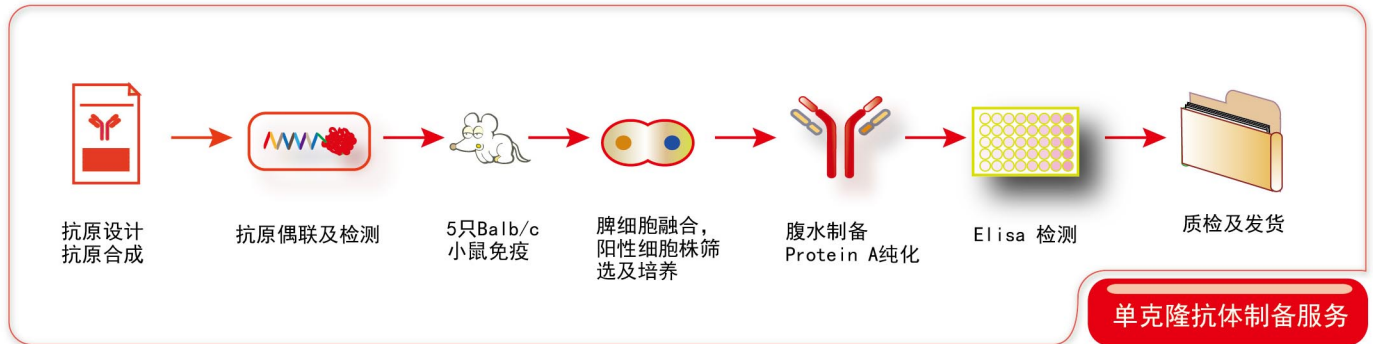 抗原设计
抗原合成
抗原偶联及检测
5只Balb/c
小鼠免疫
脾细胞融合，
阳性细胞株筛
选及培养
腹水制备
Protein A纯化
Elisa 检测
质检及发货
单克隆抗体制备服务